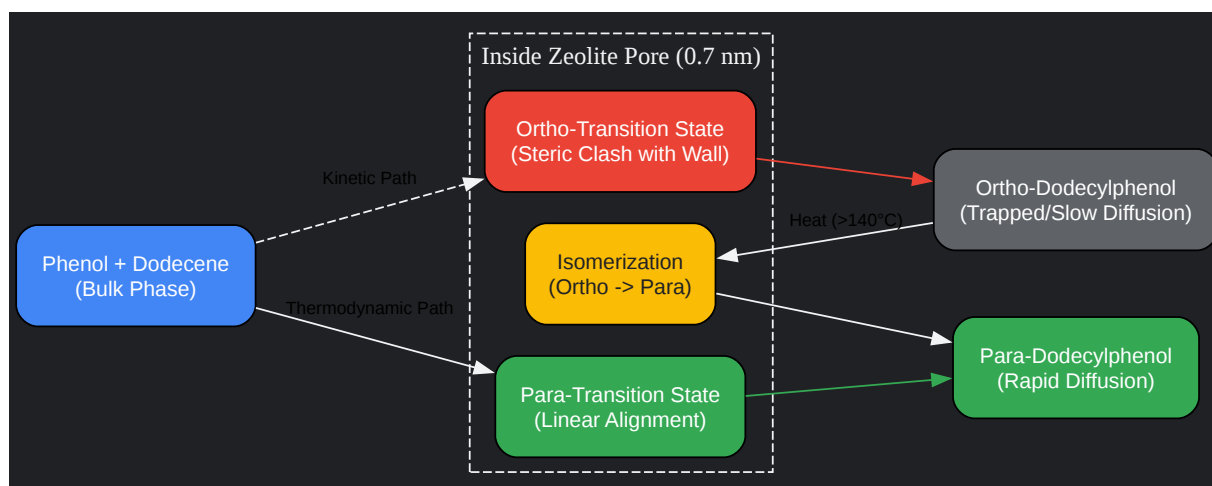 Inside Zeolite Pore (0.7 nm)
Ortho-Transition State
(Steric Clash with Wall)
Kinetic Path
Ortho-Dodecylphenol
(Trapped/Slow Diffusion)
Heat (>140°C)
Phenol + Dodecene
(Bulk Phase)
Isomerization
(Ortho -> Para)
Thermodynamic Path
Para-Dodecylphenol
(Rapid Diffusion)
Para-Transition State
(Linear Alignment)